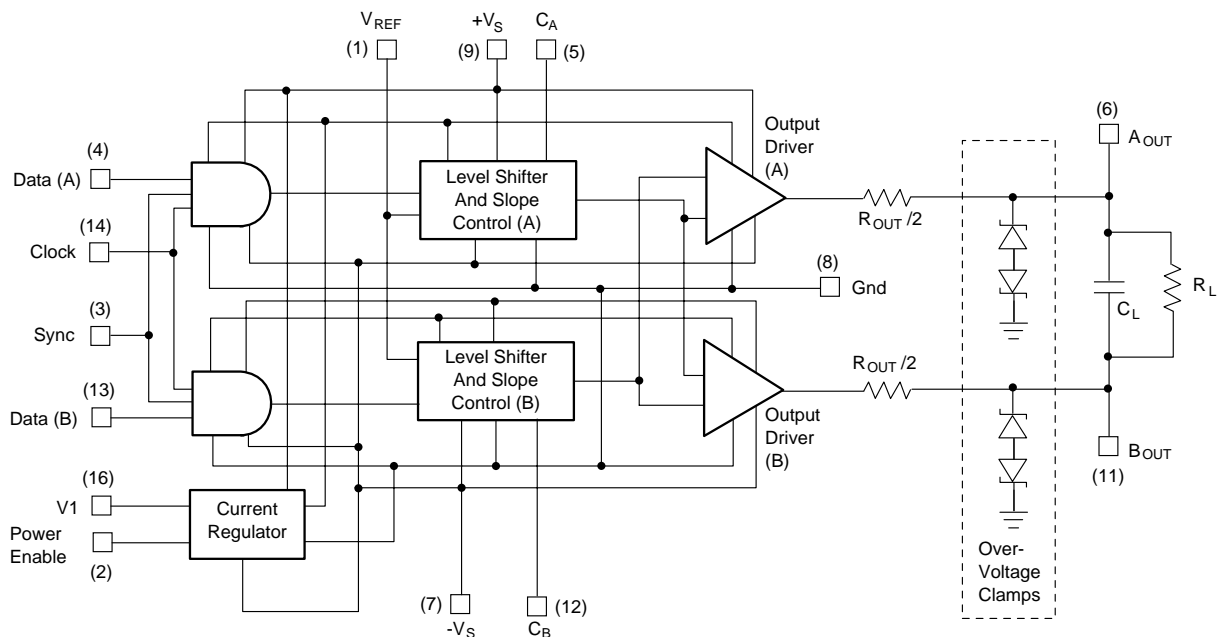 V_REF
(1)
+V_S
(9)
C_A
(5)
(4)
Data (A)
(14)
Clock
(3)
Sync
(13)
Data (B)
(16)
V1
Power
Enable
(2)
Level Shifter
And Slope
Control (A)
Output
Driver
(A)
R_OUT /2
(6)
A_OUT
(8)
Gnd
C_L
R_L
Level Shifter
And Slope
Control (B)
Output
Driver
(B)
R_OUT /2
B_OUT
(11)
Current
Regulator
Over-
Voltage
Clamps
(7)
-V_S
(12)
C_B